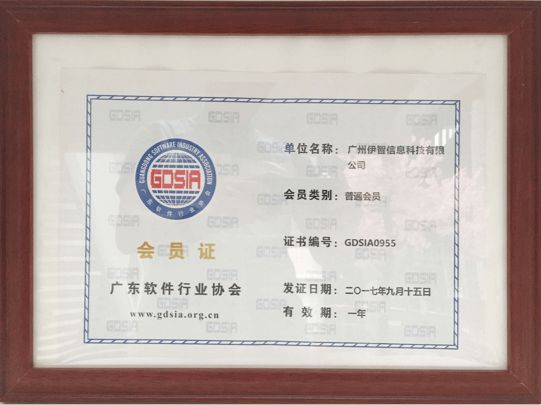 GUANGDONG SOFTWARE INDUSTRY ASSOCIATION
GDSIA
广东软件行业协会
会员证
广东软件行业协会
www.gdsia.org.cn
单位名称：广州伊智信息科技有限
公司
会员类别：普通会员
证书编号：GDSIA0955
发证日期：二〇一七年九月十五日
有效期：一年